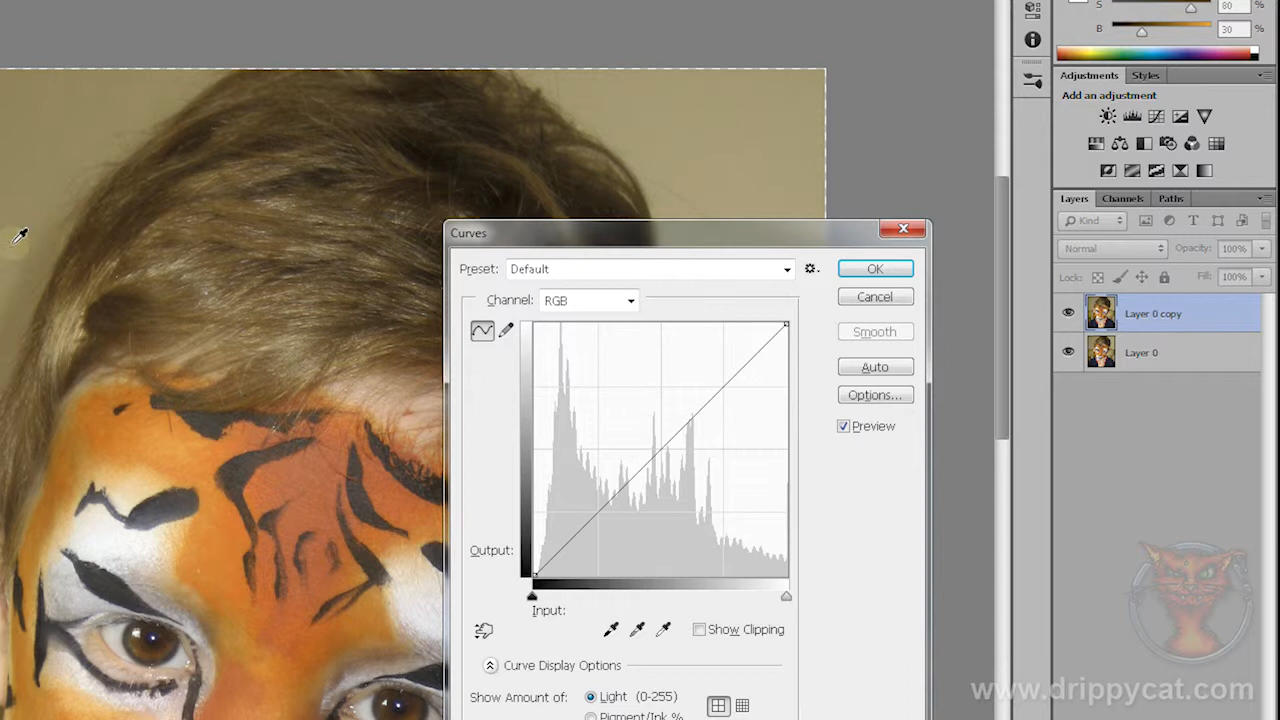 S
80
%
B
30
%
Adjustments Styles
Add an adjustment
Layers Channels Paths
Kind
Normal
Opacity: 100%
Lock:
Fill: 100%
Layer 0 copy
Layer 0
Curves
Preset: Default
OK
Channel: RGB
Cancel
Smooth
Auto
Options...
Preview
Output:
Input:
Show Clipping
Curve Display Options
Show Amount of:
Light (0-255)
Pigment/Ink %
www.drippycat.com